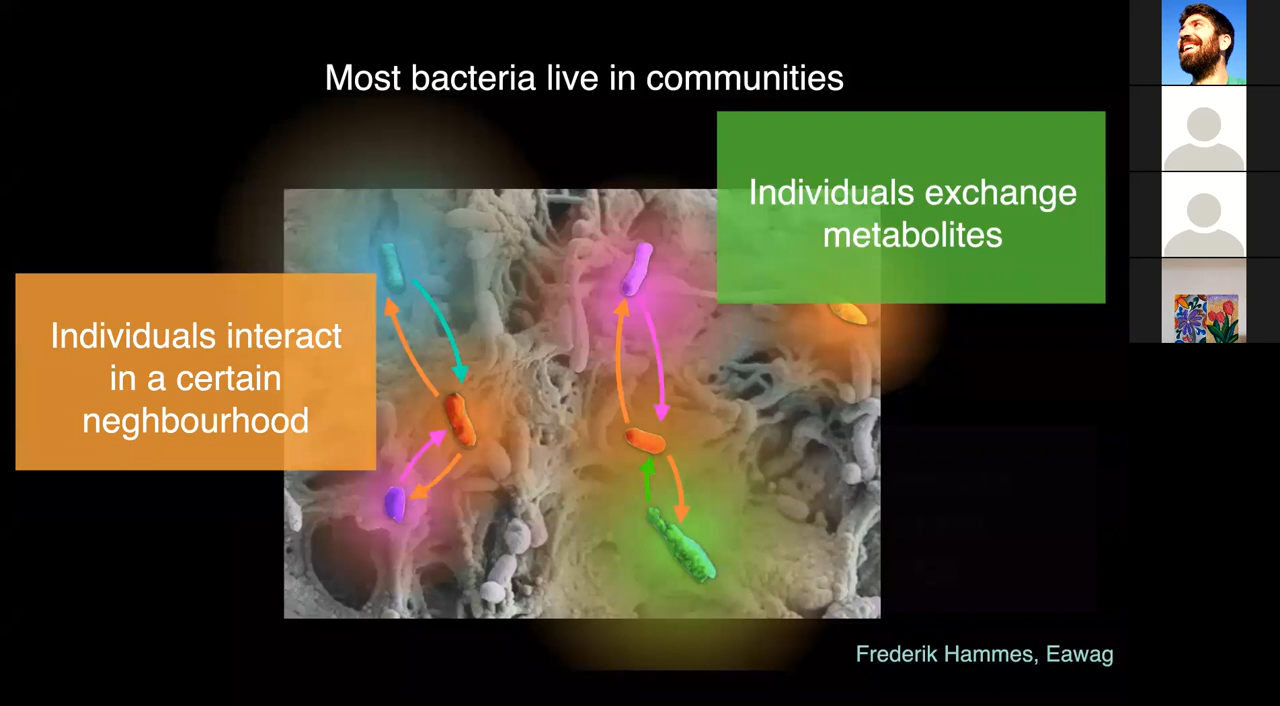 Most bacteria live in communities
Individuals exchange
metabolites
Individuals interact
in a certain
neghbourhood
Frederik Hammes, Eawag